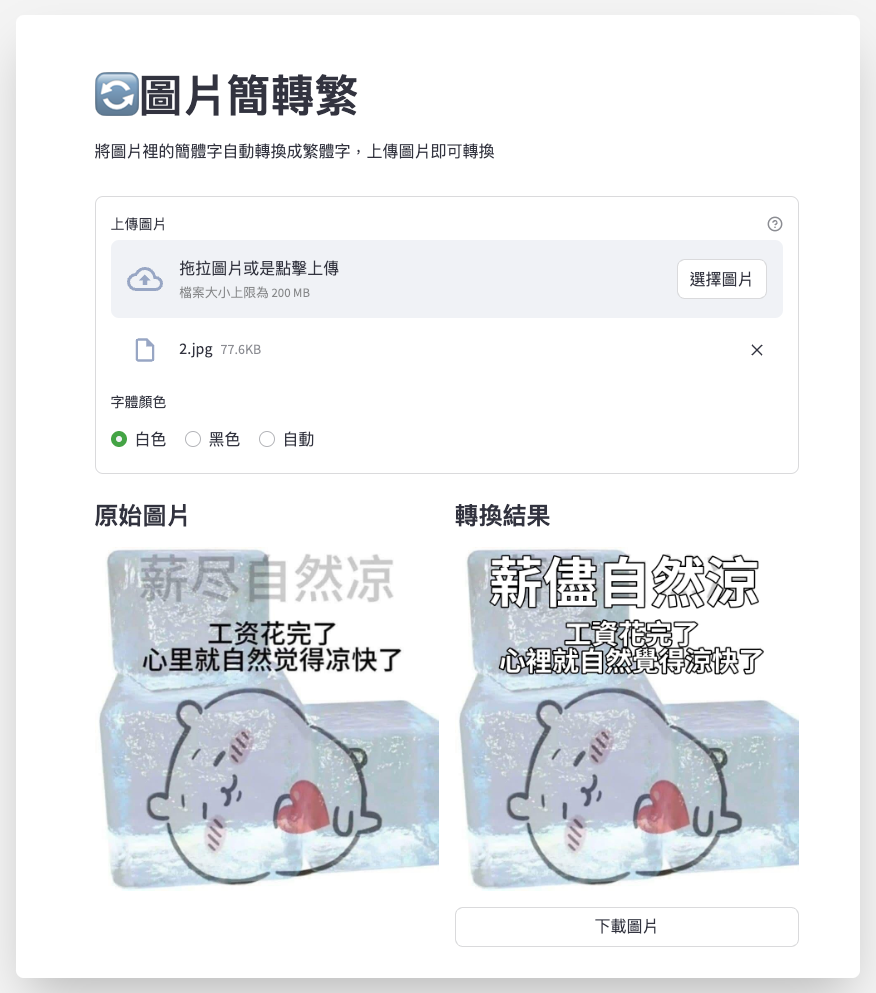 圖片簡轉繁
將圖片裡的簡體字自動轉換成繁體字，上傳圖片即可轉換
上傳圖片
拖拉圖片或是點擊上傳
檔案大小上限為 200 MB
選擇圖片
2.jpg 77.6KB
字體顏色
白色 黑色 自動
原始圖片
薪尽自然凉
工资花完了
心里就自然觉得凉快了
轉換結果
薪儘自然涼
工資花完了
心裡就自然覺得涼快了
下載圖片